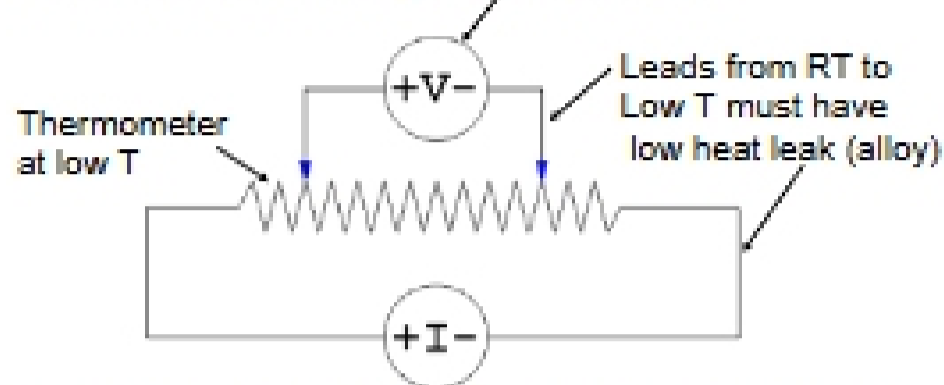 +V-
Leads from RT to
Low T must have
low heat leak (alloy)
Thermometer
at low T
+I-